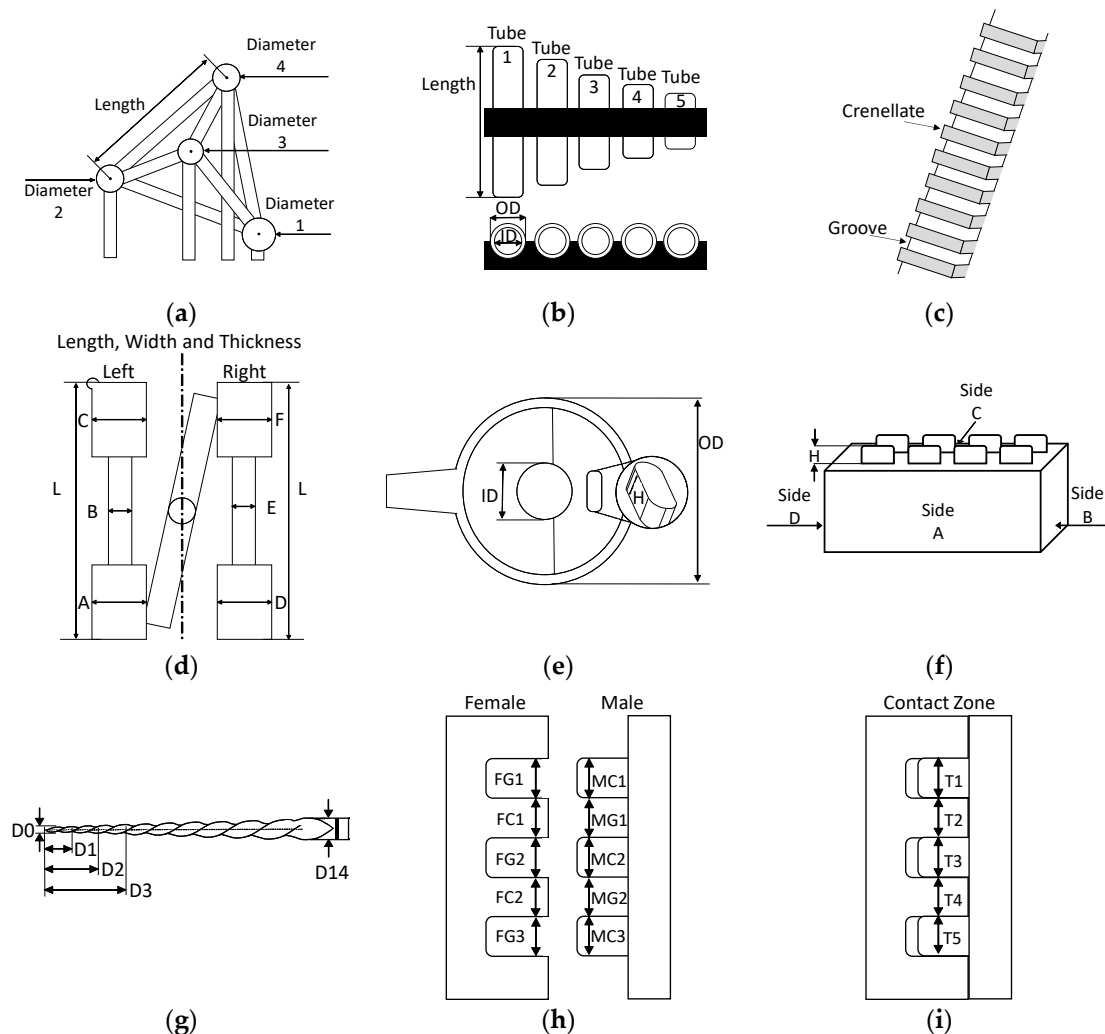 Diameter
4
Length
Diameter
3
Diameter
2
Diameter
1
(a)
Tube
1
Tube
2
Tube
3
Tube
4
Tube
5
Length
OD
ID
(b)
Crenellate
Groove
(c)
Length, Width and Thickness
Left
Right
C
F
L
B
E
L
A
D
(d)
ID
H
OD
(e)
Side
C
H
Side
D
Side
A
Side
B
(f)
D0
D1
D2
D3
D14
(g)
Female
Male
FG1
MC1
FC1
MG1
FG2
MC2
FC2
MG2
FG3
MC3
(h)
Contact Zone
T1
T2
T3
T4
T5
(i)